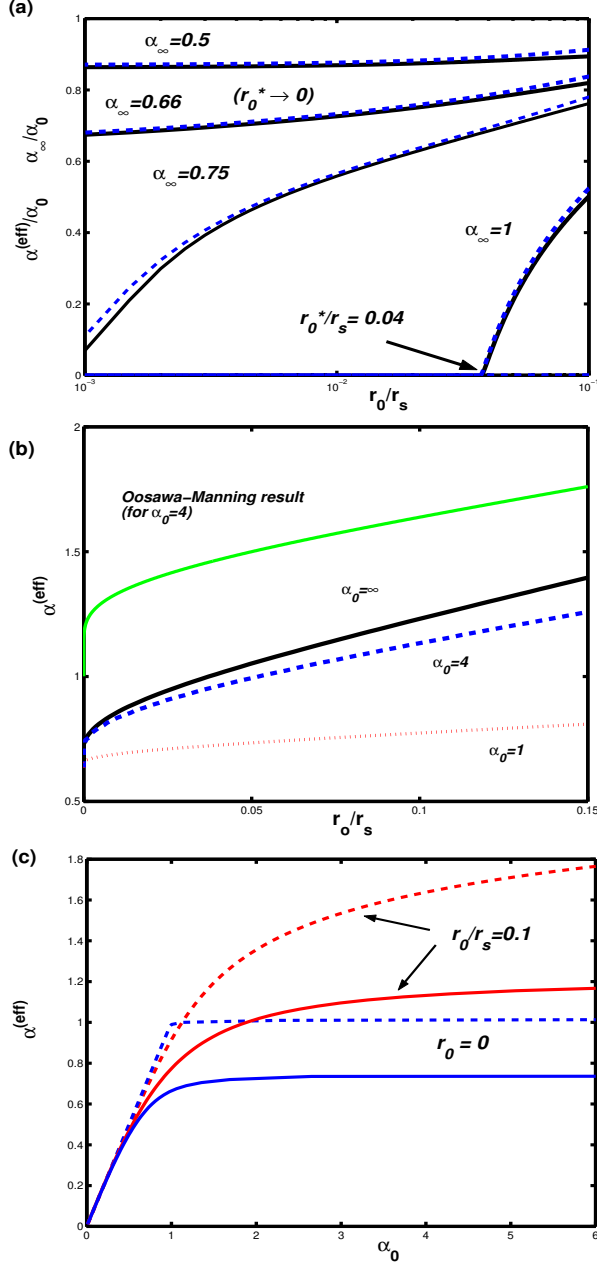 (a)
1
α∞=0.5
0.8
α∞=0.66
(r0*→0)
α^(eff)/α0 α∞/α0
0.6
α∞=0.75
0.4
α∞=1
0.2
r0*/rs= 0.04
0
10^−3
10^−2
10^−1
r0/rs
(b)
2
Oosawa−Manning result
(for α0=4)
1.5
α0=∞
α^(eff)
1
α0=4
α0=1
0.5
0
0.05
0.1
0.15
ro/rs
(c)
1.8
1.6
r0/rs=0.1
1.4
1.2
α^(eff)
1
r0 = 0
0.8
0.6
0.4
0.2
0
0
1
2
3
4
5
6
α0